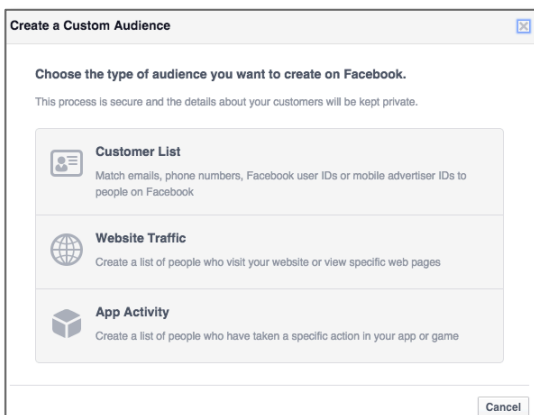 Create a Custom Audience
Choose the type of audience you want to create on Facebook.
This process is secure and the details about your customers will be kept private.
Customer List
Match emails, phone numbers, Facebook user IDs or mobile advertiser IDs to
people on Facebook
Website Traffic
Create a list of people who visit your website or view specific web pages
App Activity
Create a list of people who have taken a specific action in your app or game
Cancel